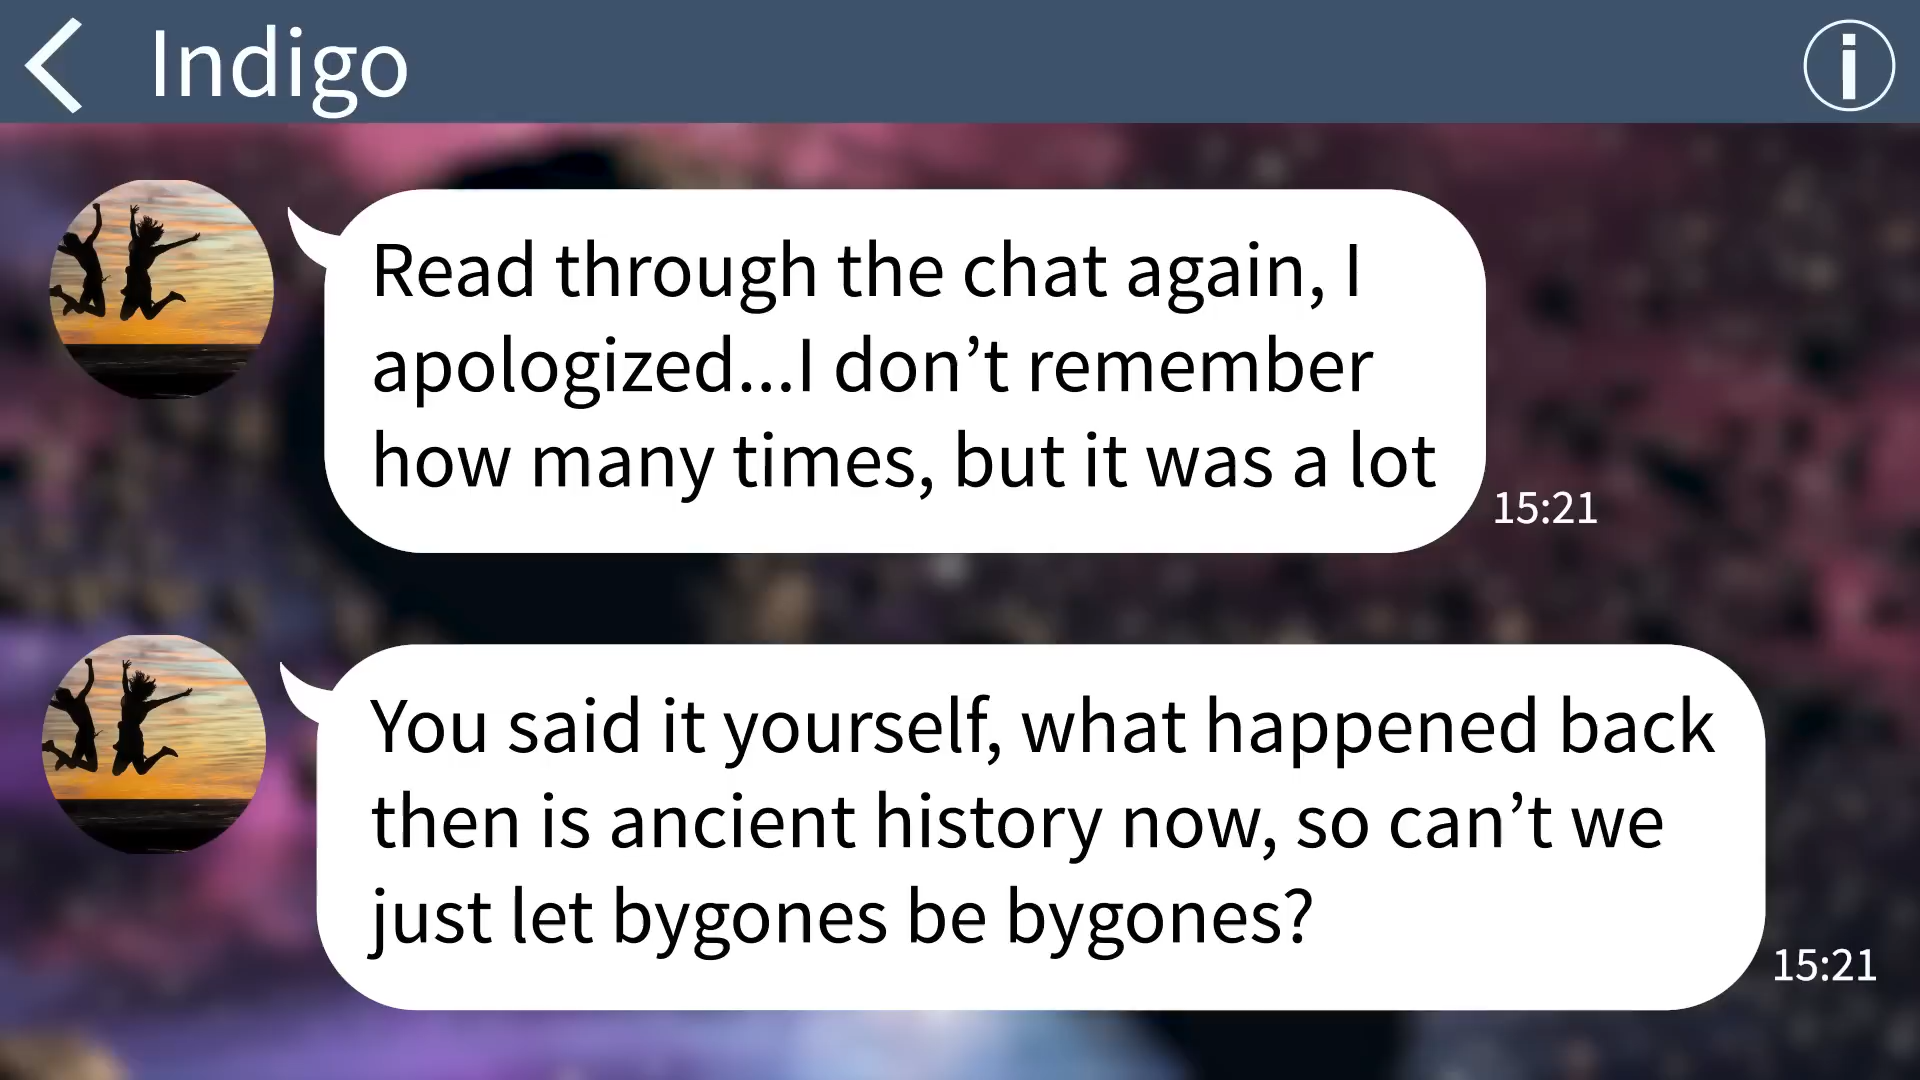 Indigo
Read through the chat again, I
apologized...I don’t remember
how many times, but it was a lot
15:21
You said it yourself, what happened back
then is ancient history now, so can’t we
just let bygones be bygones?
15:21